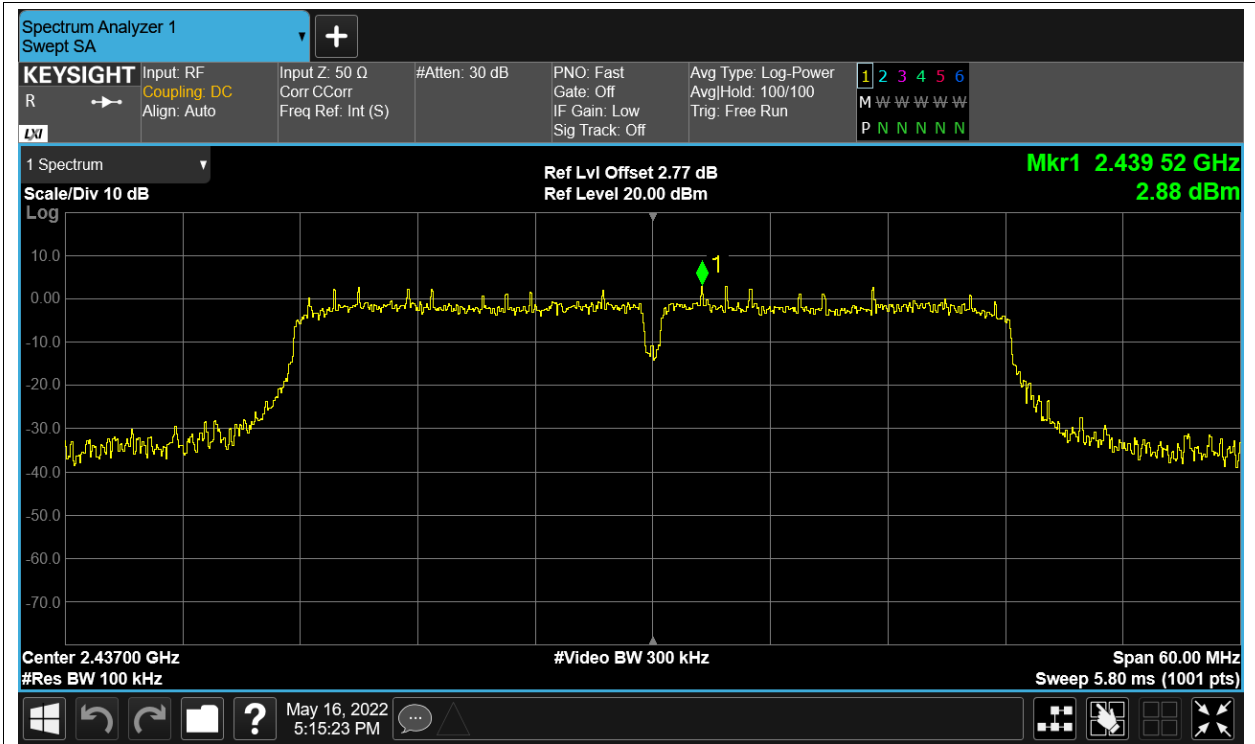 Spectrum Analyzer 1
Swept SA
+
KEYSIGHT
R
LXI
Input: RF
Coupling: DC
Align: Auto
Input Z: 50 Ω
Corr CCorr
Freq Ref: Int (S)
#Atten: 30 dB
PNO: Fast
Gate: Off
IF Gain: Low
Sig Track: Off
Avg Type: Log-Power
Avg|Hold: 100/100
Trig: Free Run
1 2 3 4 5 6
M W W W W W
P N N N N N
1 Spectrum
Scale/Div 10 dB
Ref Lvl Offset 2.77 dB
Ref Level 20.00 dBm
Mkr1 2.439 52 GHz
2.88 dBm
Log
10.0
0.00
-10.0
-20.0
-30.0
-40.0
-50.0
-60.0
-70.0
1
Center 2.43700 GHz
#Res BW 100 kHz
#Video BW 300 kHz
Span 60.00 MHz
Sweep 5.80 ms (1001 pts)
?
May 16, 2022
5:15:23 PM